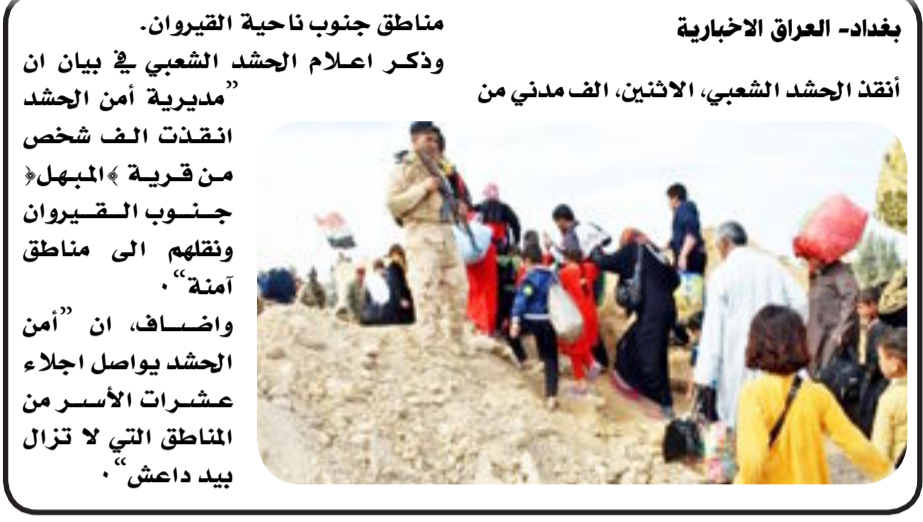 بغداد- العراق الاخبارية
أنقذ الحشد الشعبي، الاثنين، الف مدني من
مناطق جنوب ناحية القيروان.
وذكر اعلام الحشد الشعبي في بيان ان
”مديرية أمن الحشد
انقذت الف شخص
من قرية ﴾المبهل﴿
جنوب القيروان
ونقلهم الى مناطق
آمنة“.
واضاف، ان ”أمن
الحشد يواصل اجلاء
عشرات الأسر من
المناطق التي لا تزال
بيد داعش“.